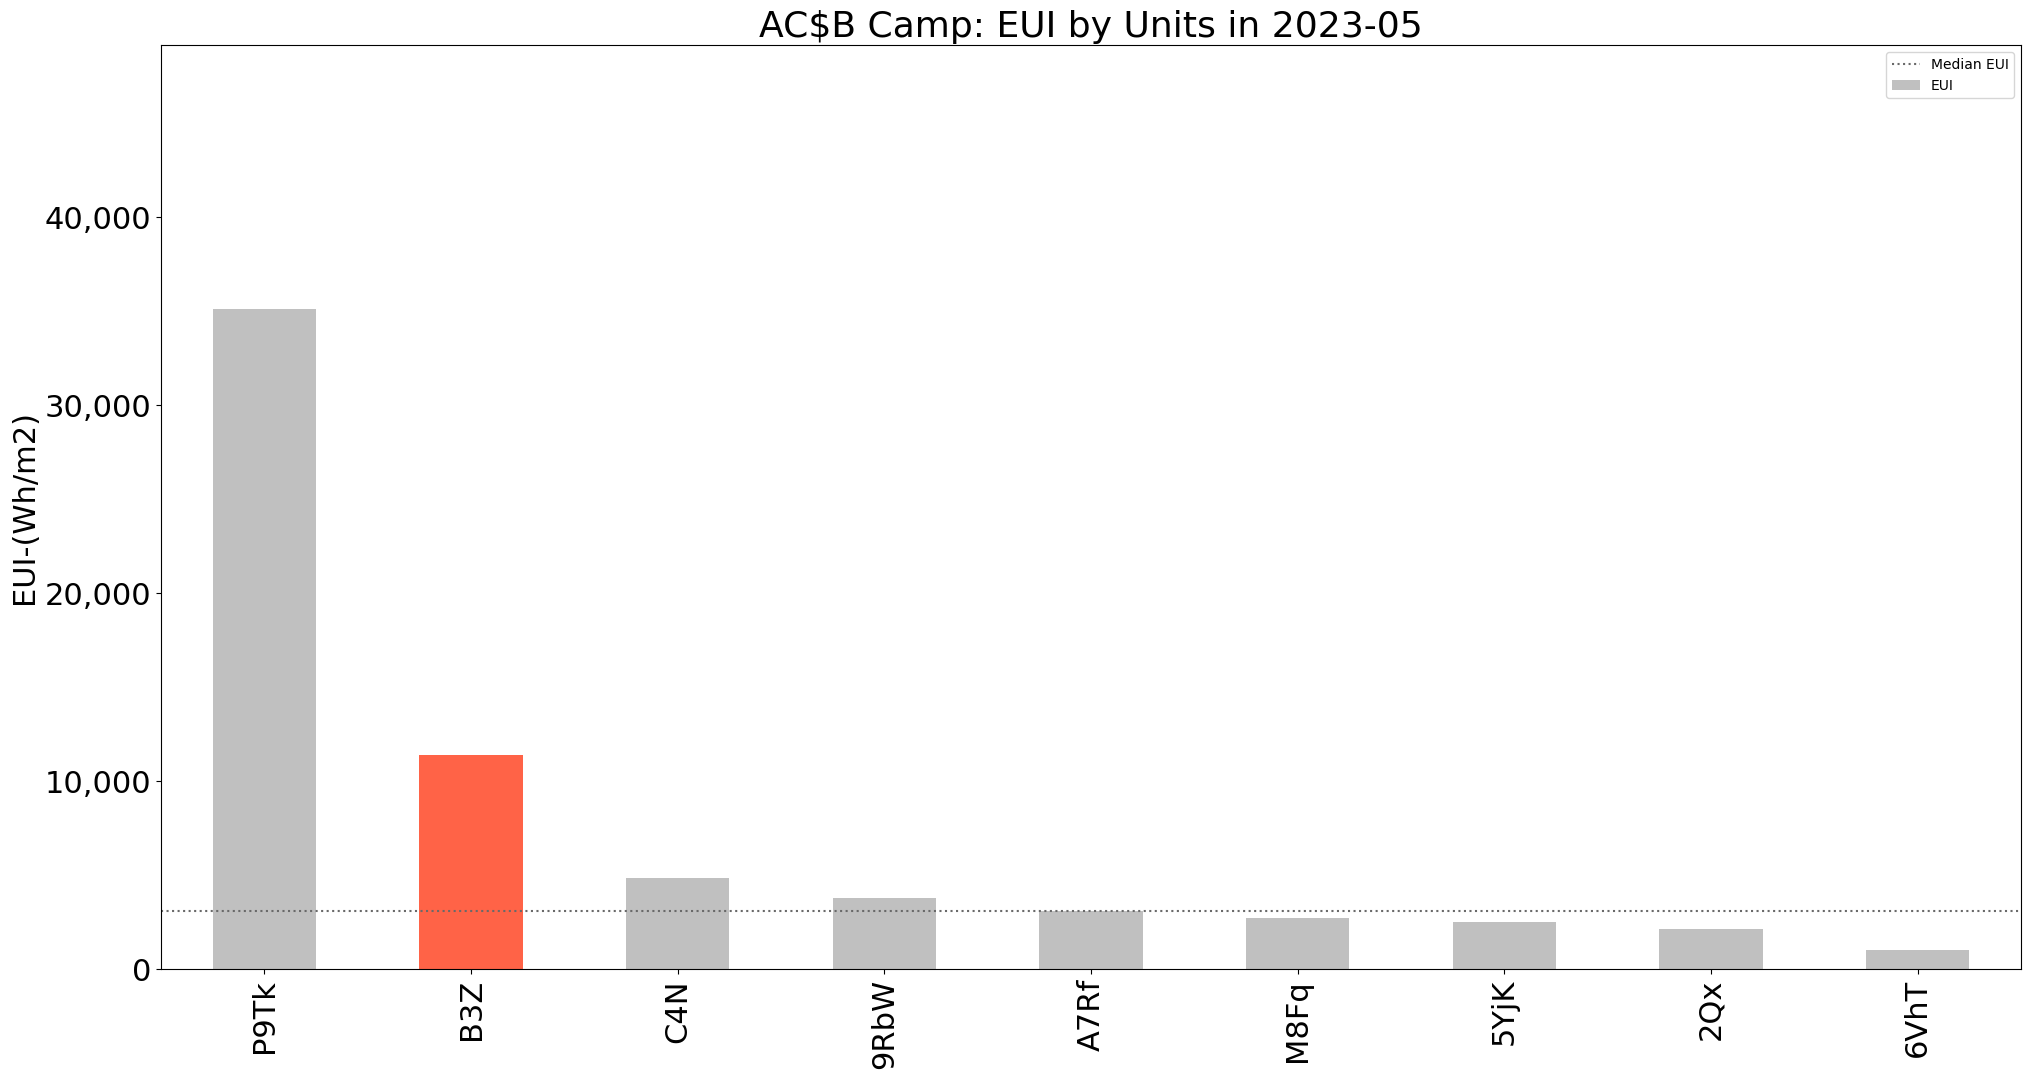 AC$B Camp: EUI by Units in 2023-05
Median EUI
EUI
EUI-(Wh/m2)
40,000
30,000
20,000
10,000
0
P9Tk
B3Z
C4N
9RbW
A7Rf
M8Fq
5YjK
2Qx
6VhT